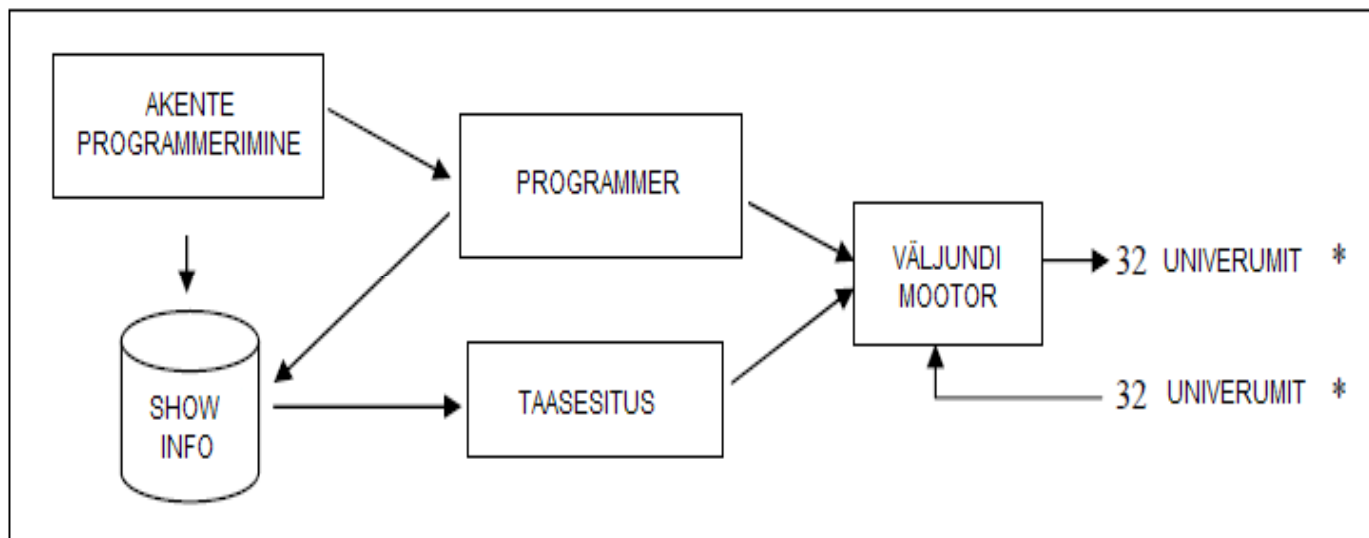 AKENTE
PROGRAMMERIMINE
PROGRAMMER
VÄLJUNDI
MOOTOR
32 UNIVERUMIT *
SHOW
INFO
TAASESITUS
32 UNIVERUMIT *